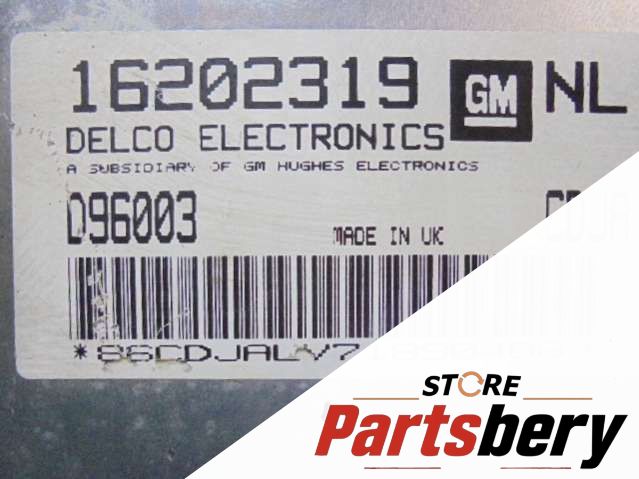 16202319 GM NL
DELCO ELECTRONICS
A SUBSIDIARY OF GM HUGHES ELECTRONICS
D96003
MADE IN UK
STORE
Partsbery